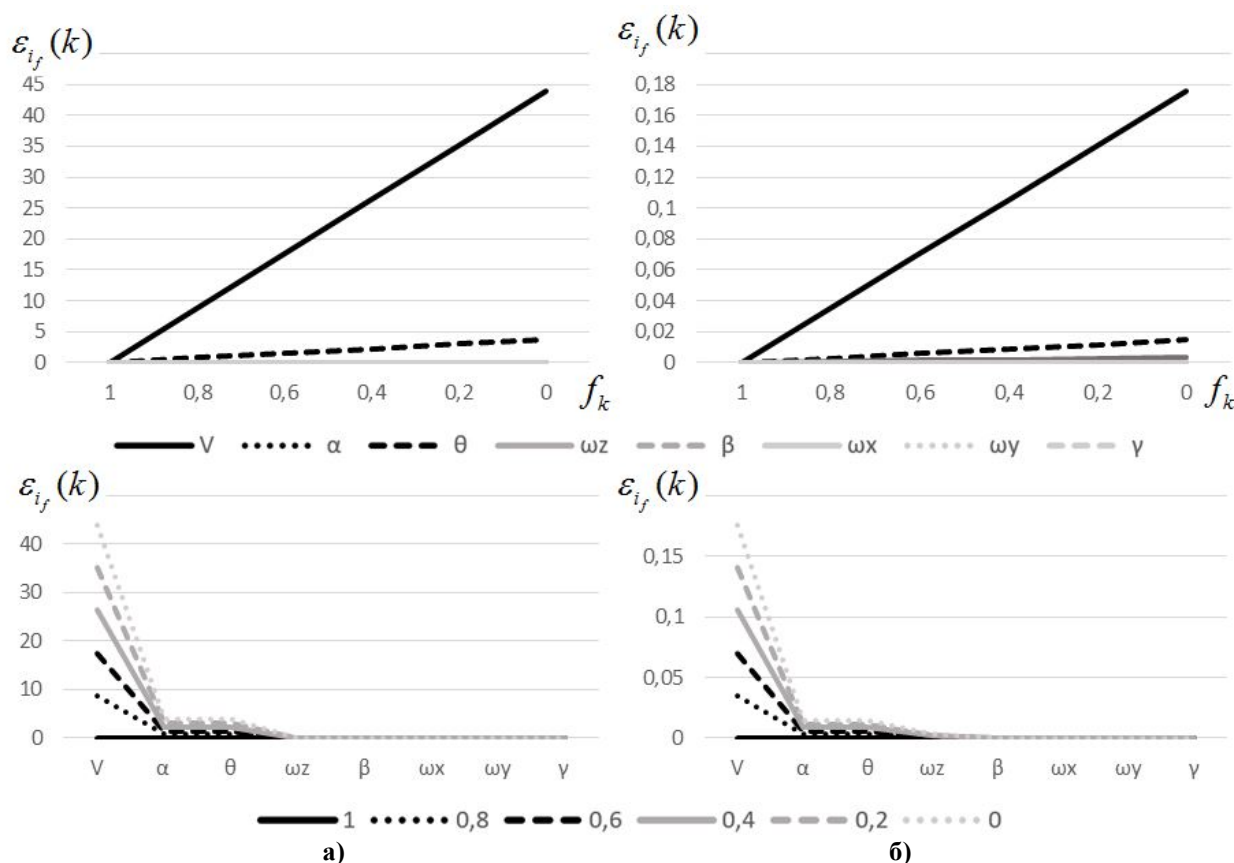 ε_{i_f}(k)
45
40
35
30
25
20
15
10
5
0
1 0,8 0,6 0,4 0,2 0 f_k
ε_{i_f}(k)
0,18
0,16
0,14
0,12
0,1
0,08
0,06
0,04
0,02
0
1 0,8 0,6 0,4 0,2 0 f_k
V α θ ωz β ωx ωy γ
ε_{i_f}(k)
40
30
20
10
0
V α θ ωz β ωx ωy γ
ε_{i_f}(k)
0,15
0,1
0,05
0
V α θ ωz β ωx ωy γ
1 0,8 0,6 0,4 0,2 0
а) б)